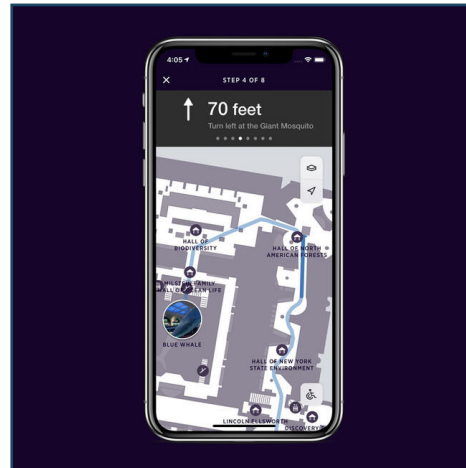 4:05
STEP 4 OF 8
70 feet
Turn left at the Giant Mosquito
HALL OF
BIODIVERSITY
HALL OF NORTH
AMERICAN FORESTS
MILSTEIN FAMILY
HALL OF OCEAN LIFE
BLUE WHALE
HALL OF NEW YORK
STATE ENVIRONMENT
LINCOLN ELLSWORTH
DISCOVERY